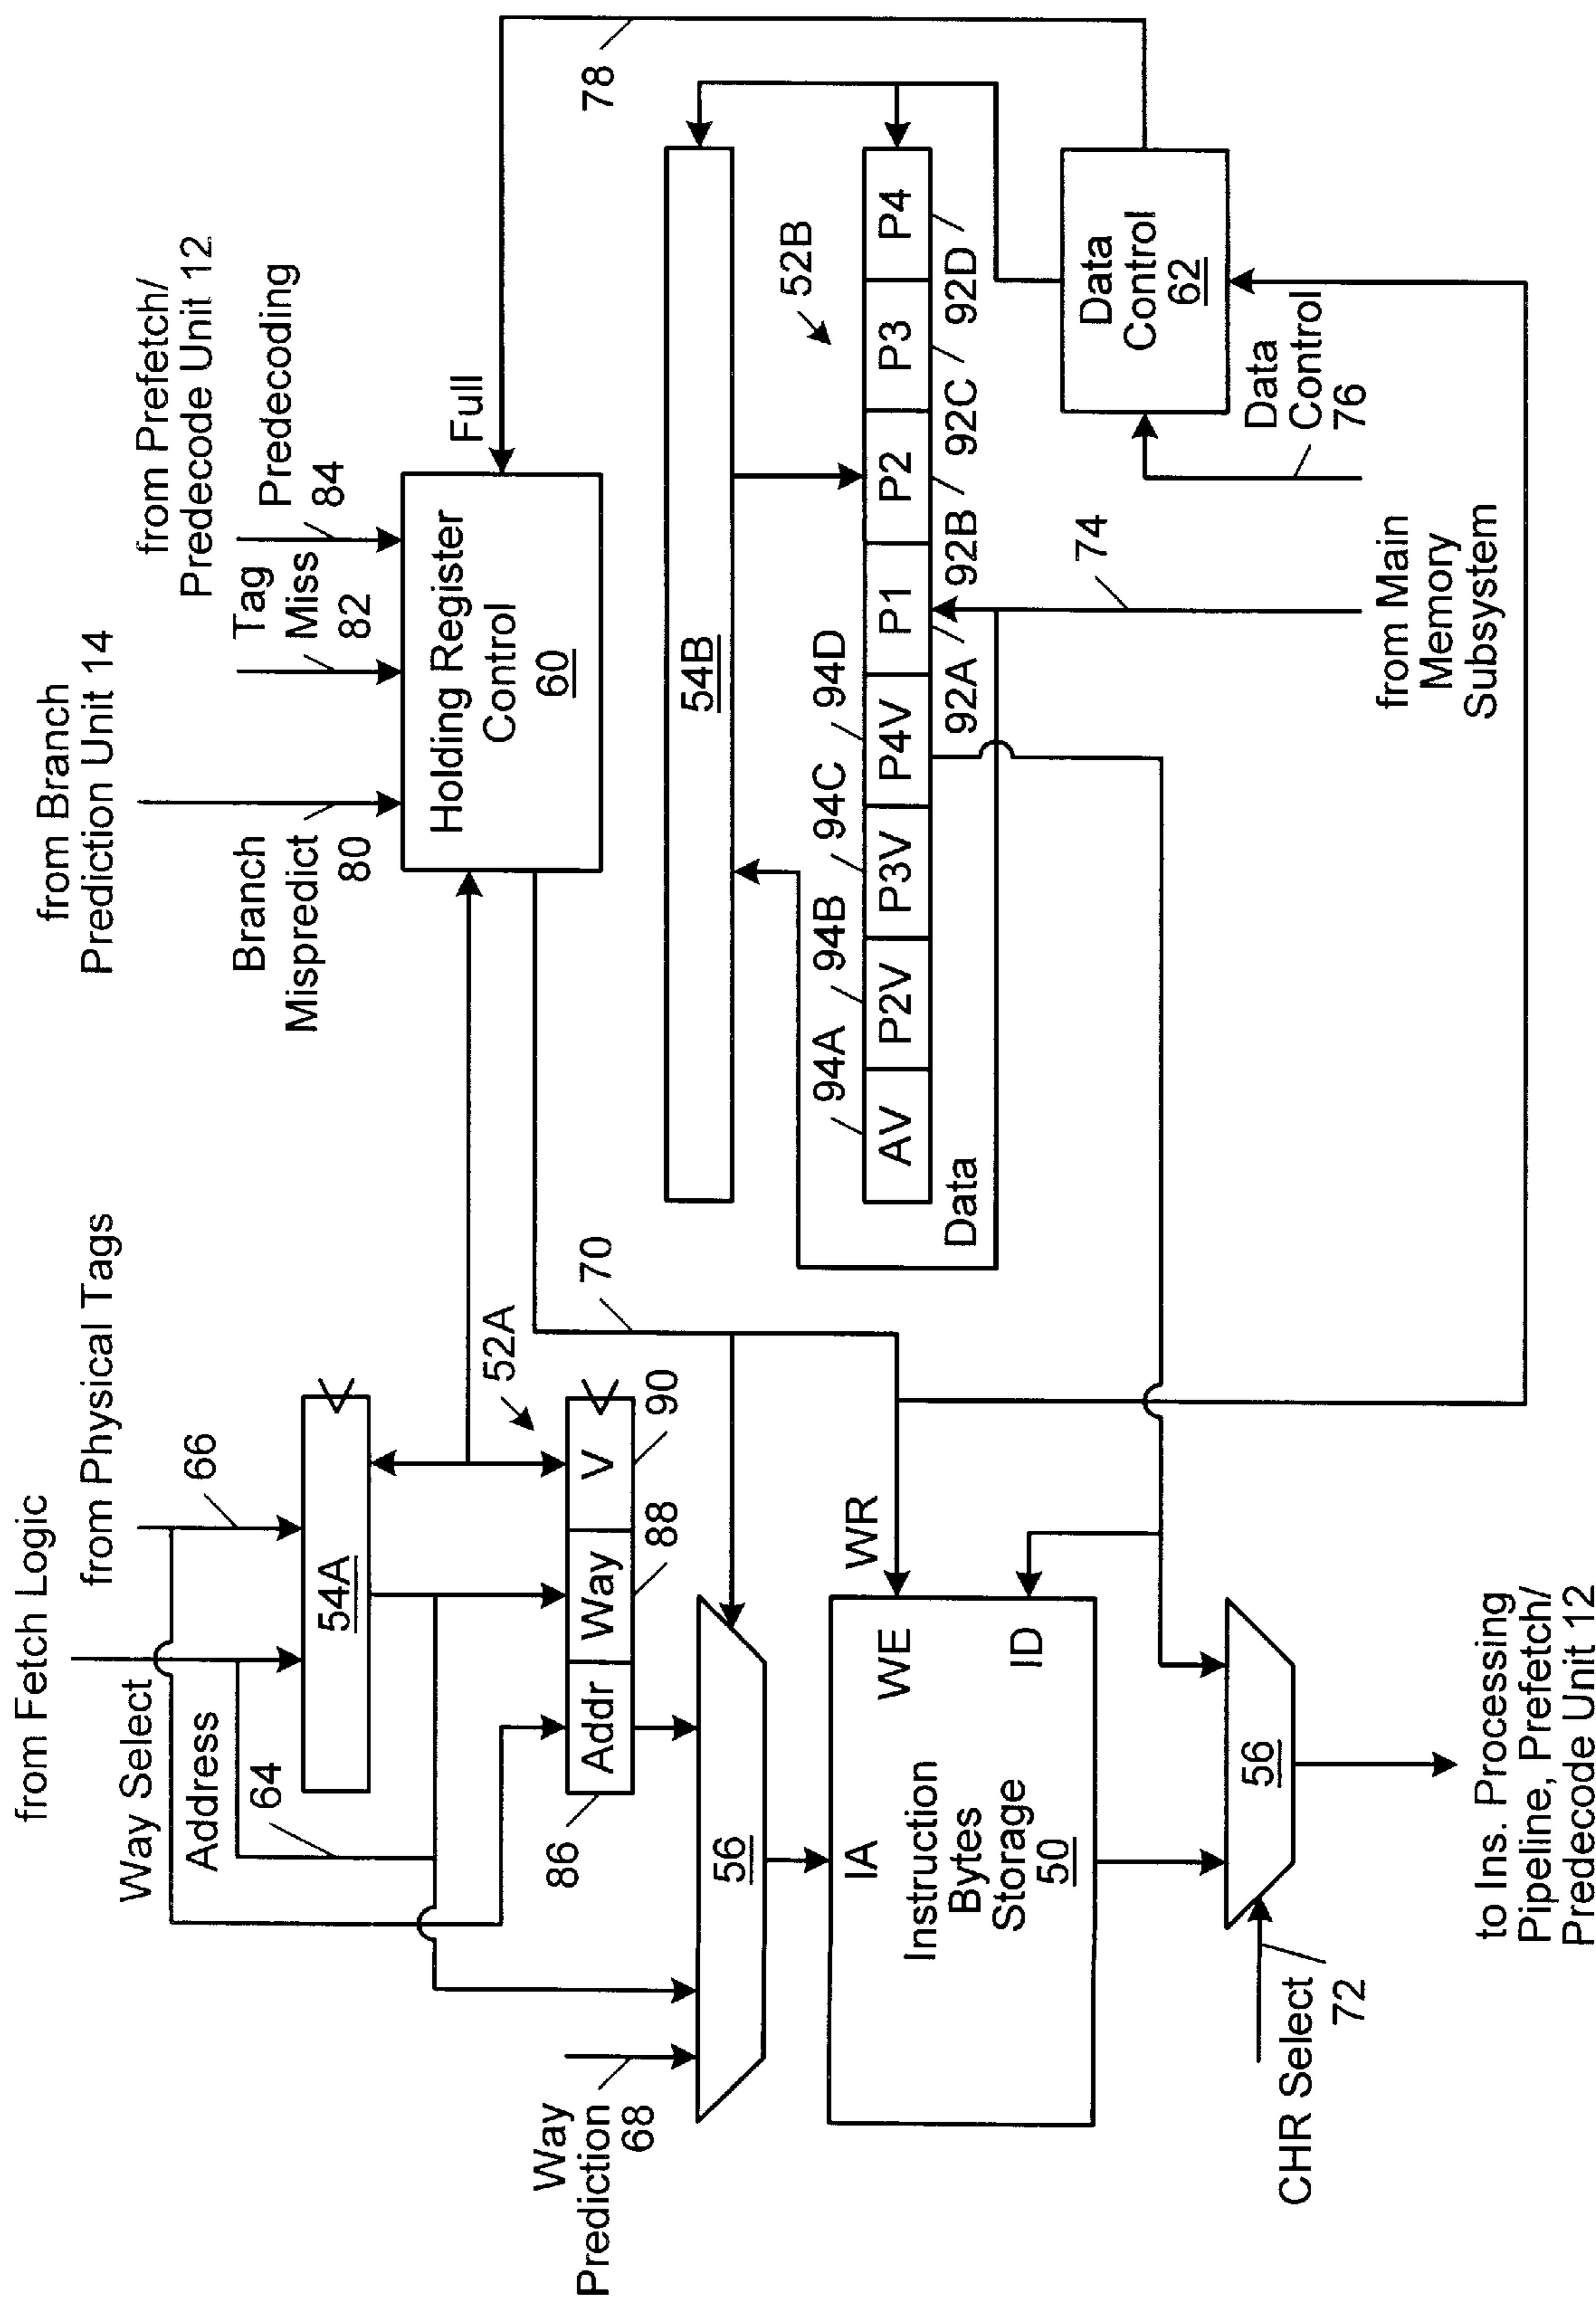 from Fetch Logic
from Physical Tags
Way Select
Address
64
66
54A
52A
Addr
Way
V
86
88
90
70
Way
Prediction
68
56
IA
WE
WR
ID
Instruction
Bytes
Storage
50
CHR Select
72
56
to Ins. Processing
Pipeline, Prefetch/
Predecode Unit 12
from Branch
Prediction Unit 14
Branch
Mispredict
80
from Prefetch/
Predecode Unit 12
Tag
Miss
82
Predecoding
84
Holding Register
Control
60
Full
78
54B
52B
94A
94B
94C
94D
AV
P2V
P3V
P4V
P1
P2
P3
P4
92A
92B
92C
92D
Data
74
from Main
Memory
Subsystem
Data
Control
76
Data
Control
62